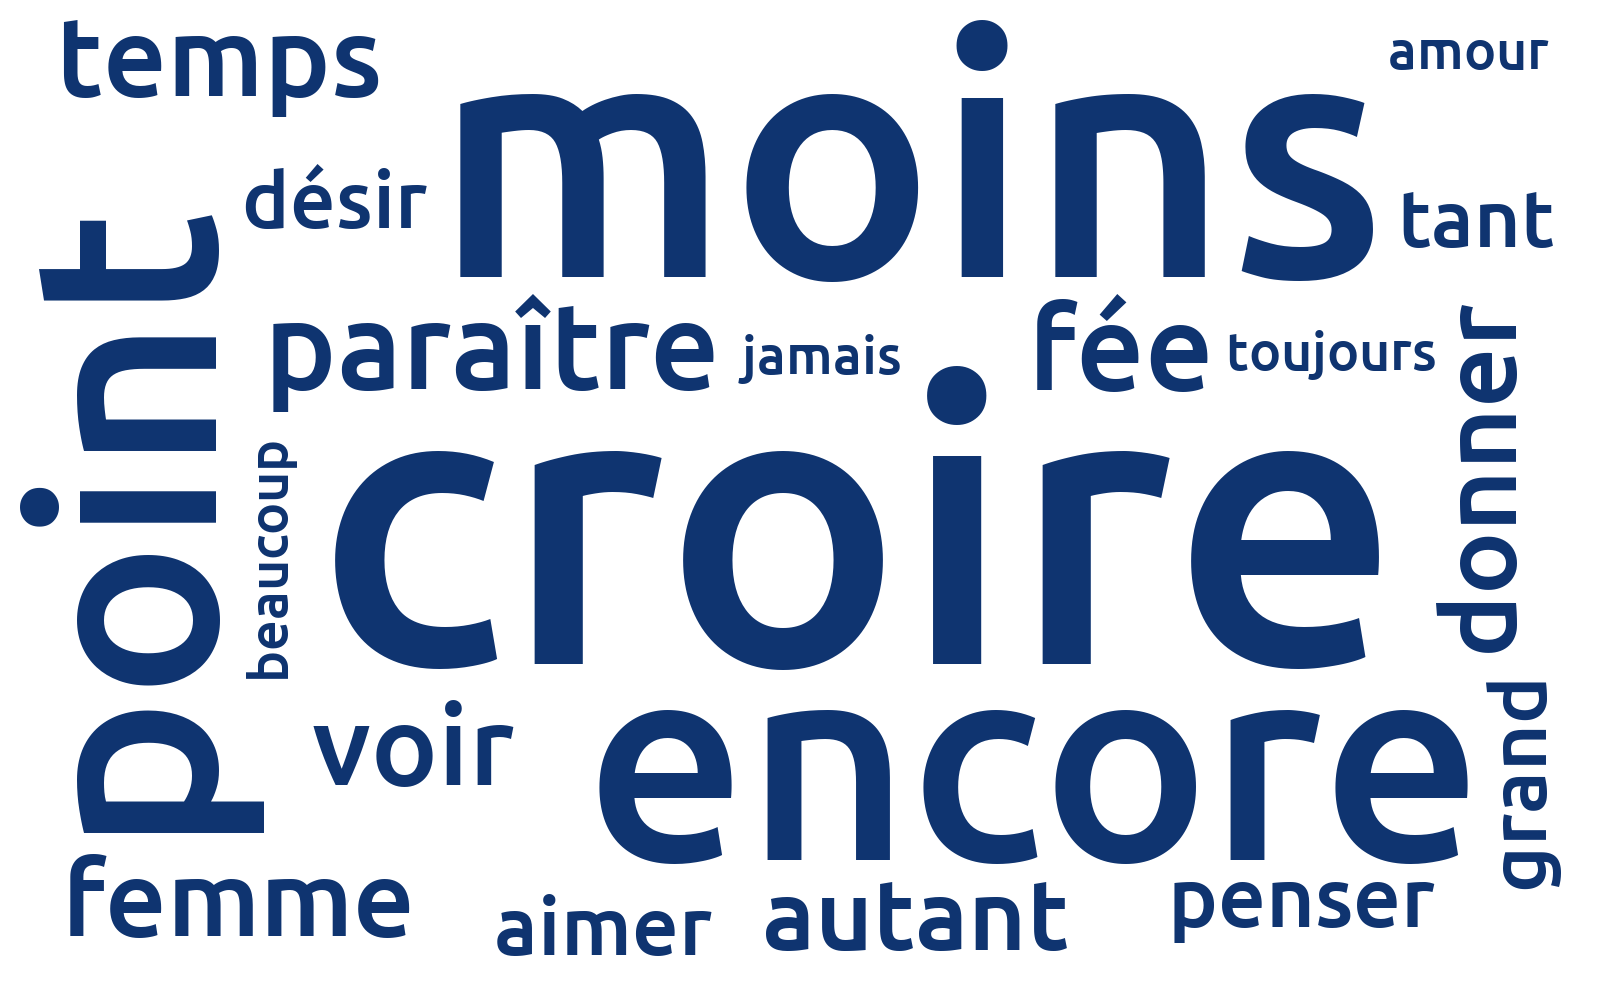 temps
moins
amour
désir
tant
point
paraître
jamais
fée
toujours
donner
beaucoup
croire
voir
encore
grand
femme
aimer
autant
penser